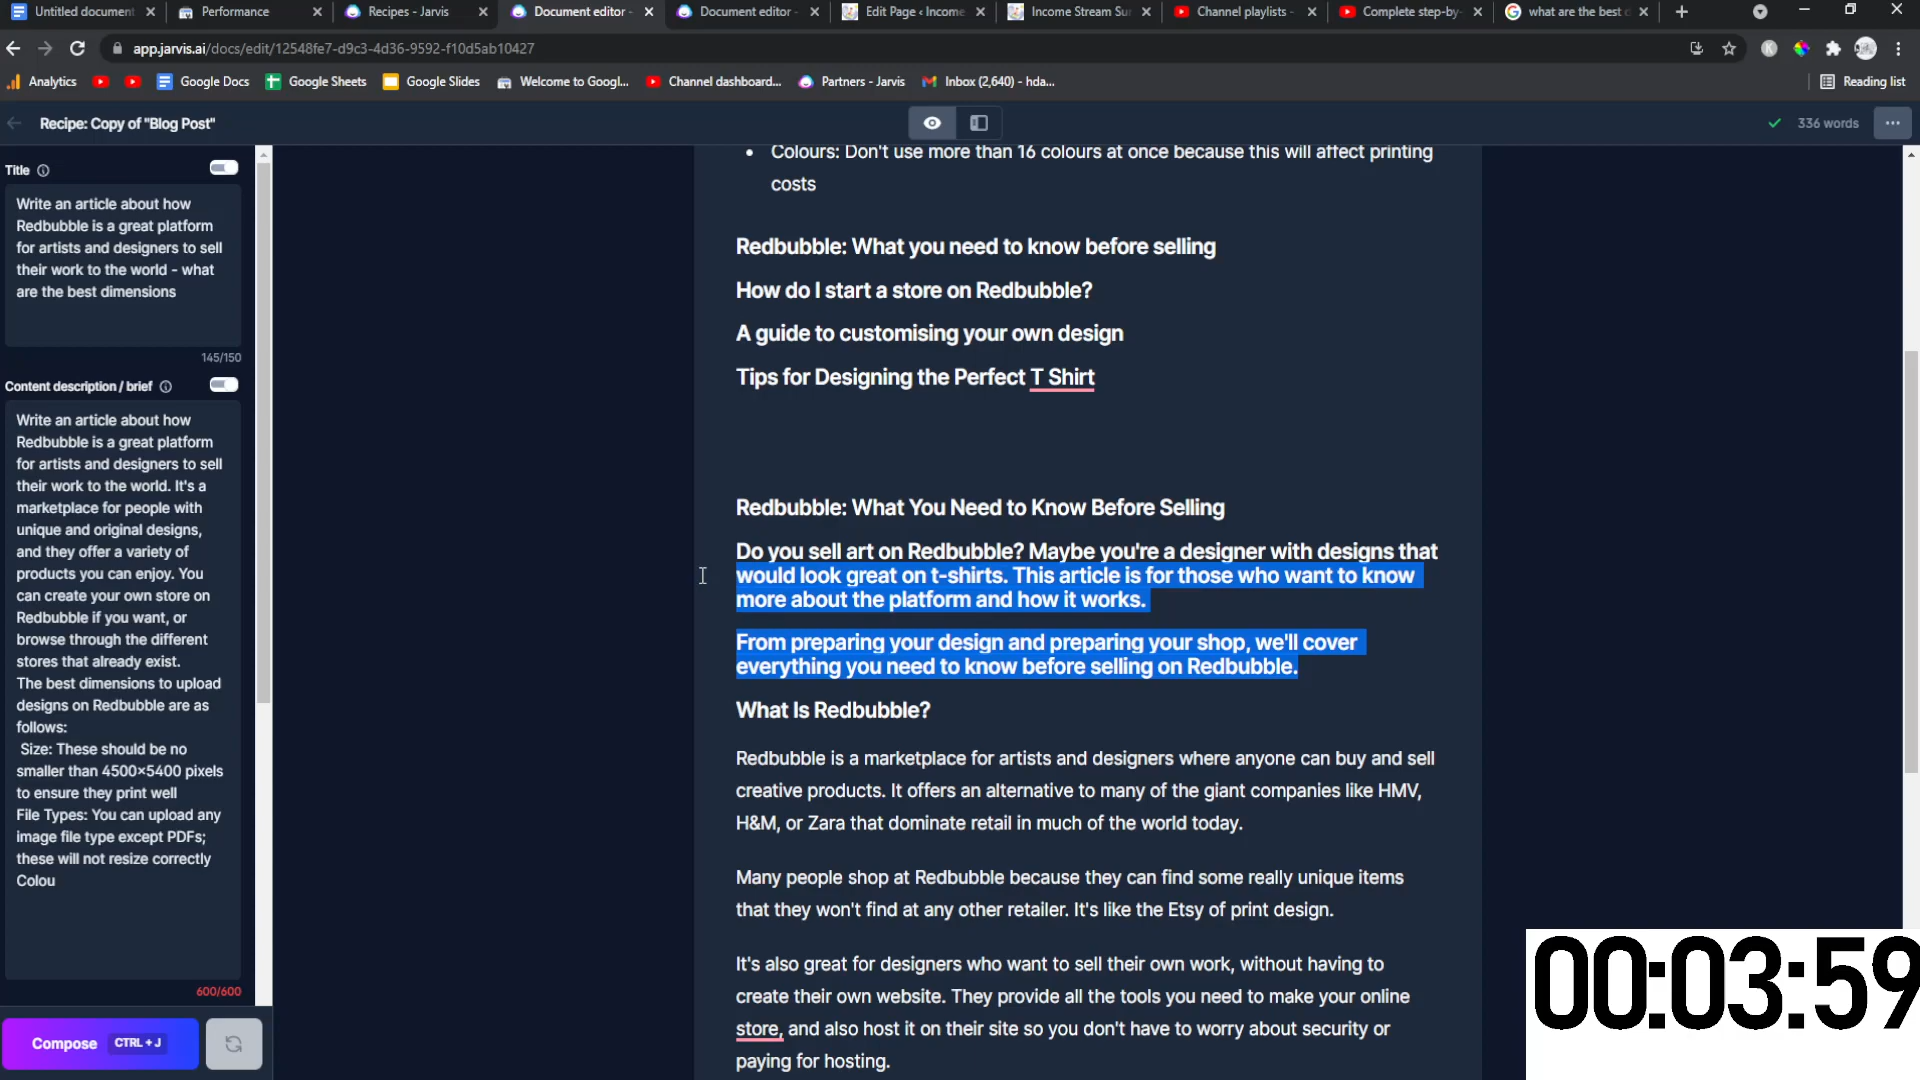 Untitled document
Performance
Recipes - Jarvis
Document editor -
Document editor -
Edit Page ‹ Income
Income Stream Su
Channel playlists -
Complete step-by-
what are the best d
app.jarvis.ai/docs/edit/12548fe7-d9c3-4d36-9592-f10d5ab10427
Analytics
Google Docs
Google Sheets
Google Slides
Welcome to Googl...
Channel dashboard...
Partners - Jarvis
Inbox (2,640) - hda...
Reading list
Recipe: Copy of "Blog Post"
336 words
Title
Write an article about how
Redbubble is a great platform
for artists and designers to sell
their work to the world - what
are the best dimensions
145/150
Content description / brief
Write an article about how
Redbubble is a great platform
for artists and designers to sell
their work to the world. It's a
marketplace for people with
unique and original designs,
and they offer a variety of
products you can enjoy. You
can create your own store on
Redbubble if you want, or
browse through the different
stores that already exist.
The best dimensions to upload
designs on Redbubble are as
follows:
Size: These should be no
smaller than 4500×5400 pixels
to ensure they print well
File Types: You can upload any
image file type except PDFs;
these will not resize correctly
Colou
600/600
Compose CTRL + J
• Colours: Don't use more than 16 colours at once because this will affect printing
costs
Redbubble: What you need to know before selling
How do I start a store on Redbubble?
A guide to customising your own design
Tips for Designing the Perfect T Shirt
Redbubble: What You Need to Know Before Selling
Do you sell art on Redbubble? Maybe you're a designer with designs that
would look great on t-shirts. This article is for those who want to know
more about the platform and how it works.
From preparing your design and preparing your shop, we'll cover
everything you need to know before selling on Redbubble.
What Is Redbubble?
Redbubble is a marketplace for artists and designers where anyone can buy and sell
creative products. It offers an alternative to many of the giant companies like HMV,
H&M, or Zara that dominate retail in much of the world today.
Many people shop at Redbubble because they can find some really unique items
that they won't find at any other retailer. It's like the Etsy of print design.
It's also great for designers who want to sell their own work, without having to
create their own website. They provide all the tools you need to make your online
store, and also host it on their site so you don't have to worry about security or
paying for hosting.
00:03:59